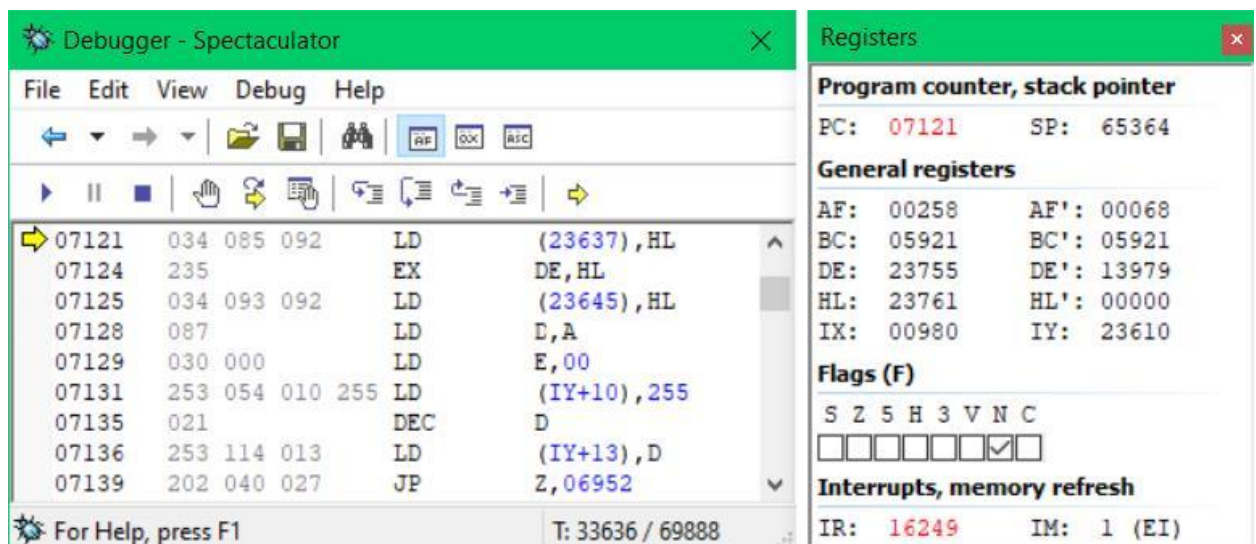 Debugger - Spectaculator
File Edit View Debug Help
AF 0X ASC
07121 034 085 092 LD (23637),HL
07124 235 EX DE,HL
07125 034 093 092 LD (23645),HL
07128 087 LD D,A
07129 030 000 LD E,00
07131 253 054 010 255 LD (IY+10),255
07135 021 DEC D
07136 253 114 013 LD (IY+13),D
07139 202 040 027 JP Z,06952
For Help, press F1 T: 33636 / 69888
Registers
Program counter, stack pointer
PC: 07121 SP: 65364
General registers
AF: 00258 AF': 00068
BC: 05921 BC': 05921
DE: 23755 DE': 13979
HL: 23761 HL': 00000
IX: 00980 IY: 23610
Flags (F)
S Z 5 H 3 V N C
Interrupts, memory refresh
IR: 16249 IM: 1 (EI)